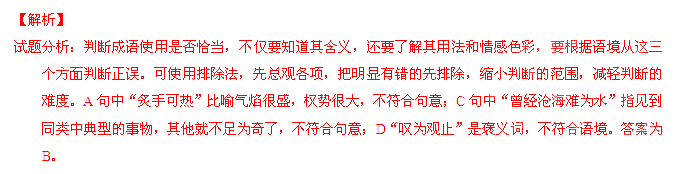 【解析】
试题分析：判断成语使用是否恰当，不仅要知道其含义，还要了解其用法和情感色彩，要根据语境从这三
个方面判断正误。可使用排除法，先总观各项，把明显有错的先排除，缩小判断的范围，减轻判断的
难度。A 句中“炙手可热”比喻气焰很盛，权势很大，不符合句意；C 句中“曾经沧海难为水”指见到
同类中典型的事物，其他就不足为奇了，不符合句意；D“叹为观止”是褒义词，不符合语境。答案为
B。